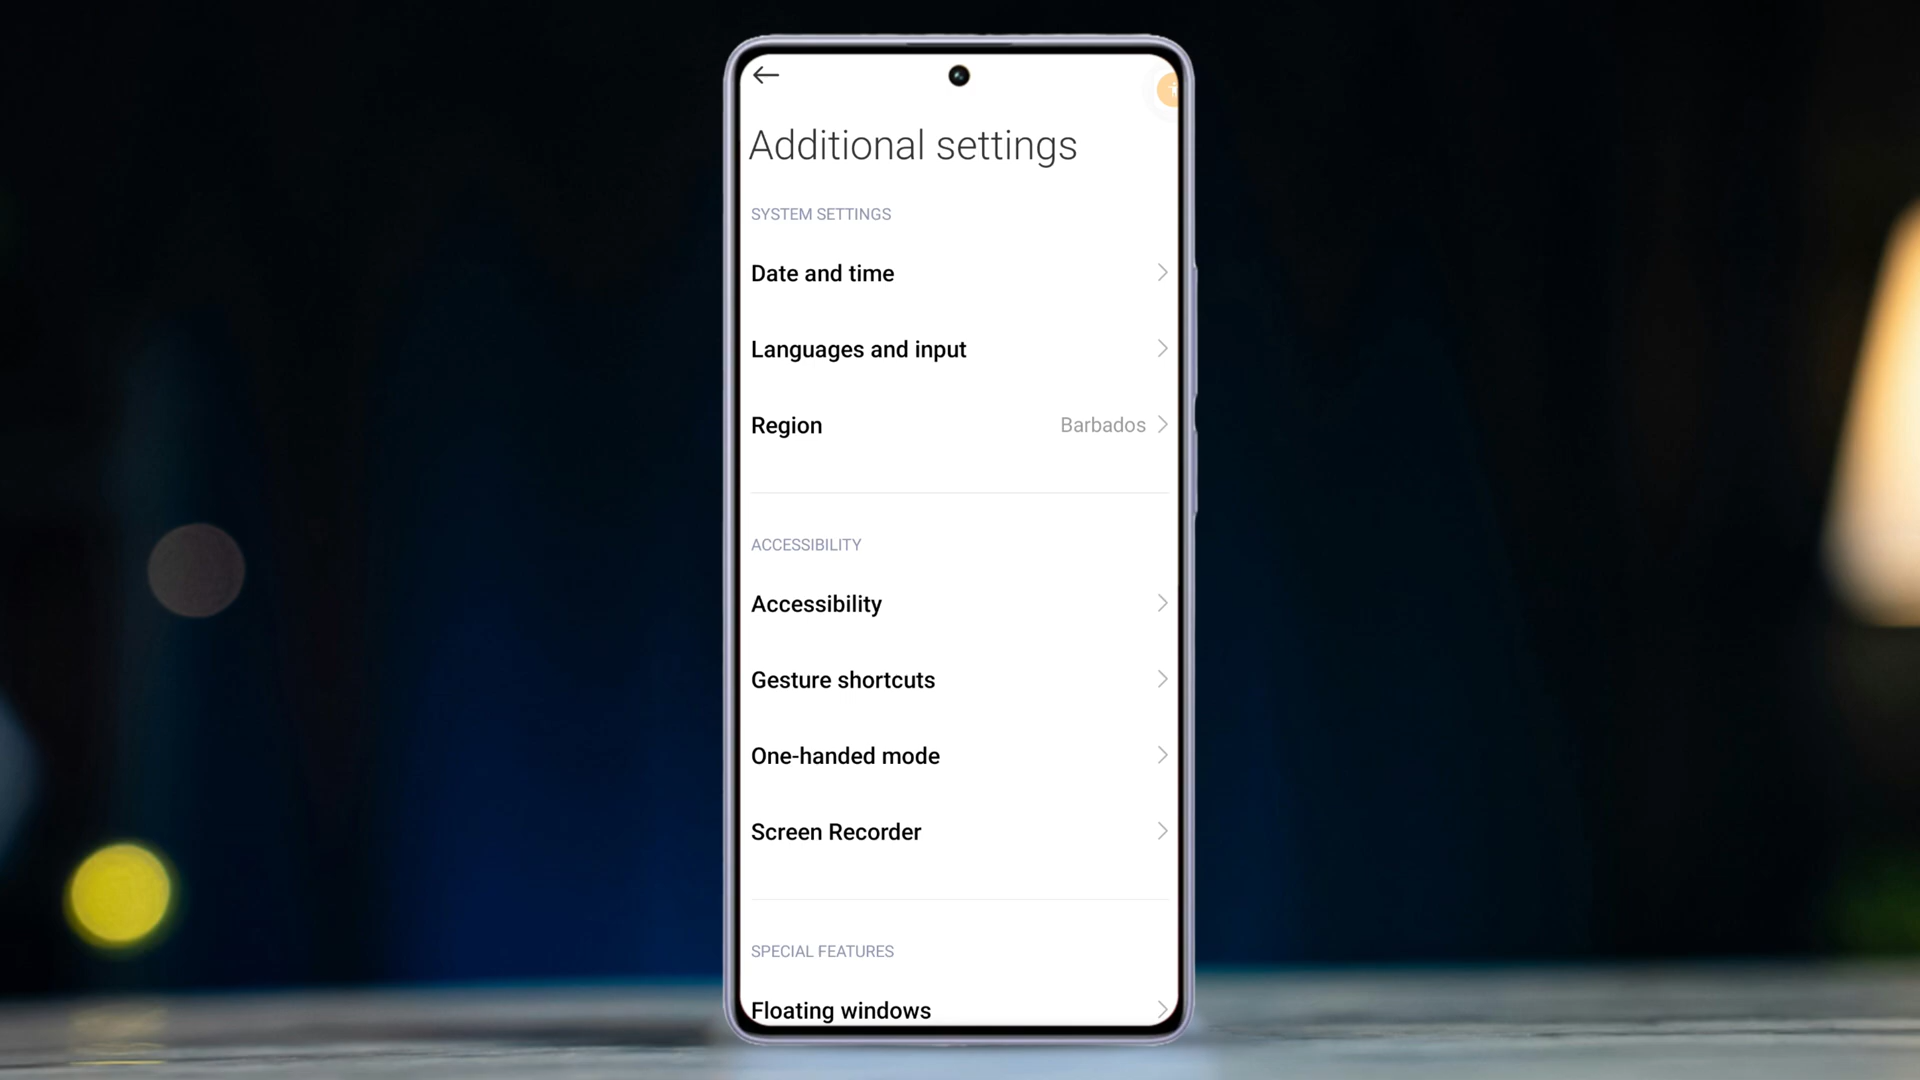 Additional settings
SYSTEM SETTINGS
Date and time
Languages and input
Region Barbados
ACCESSIBILITY
Accessibility
Gesture shortcuts
One-handed mode
Screen Recorder
SPECIAL FEATURES
Floating windows